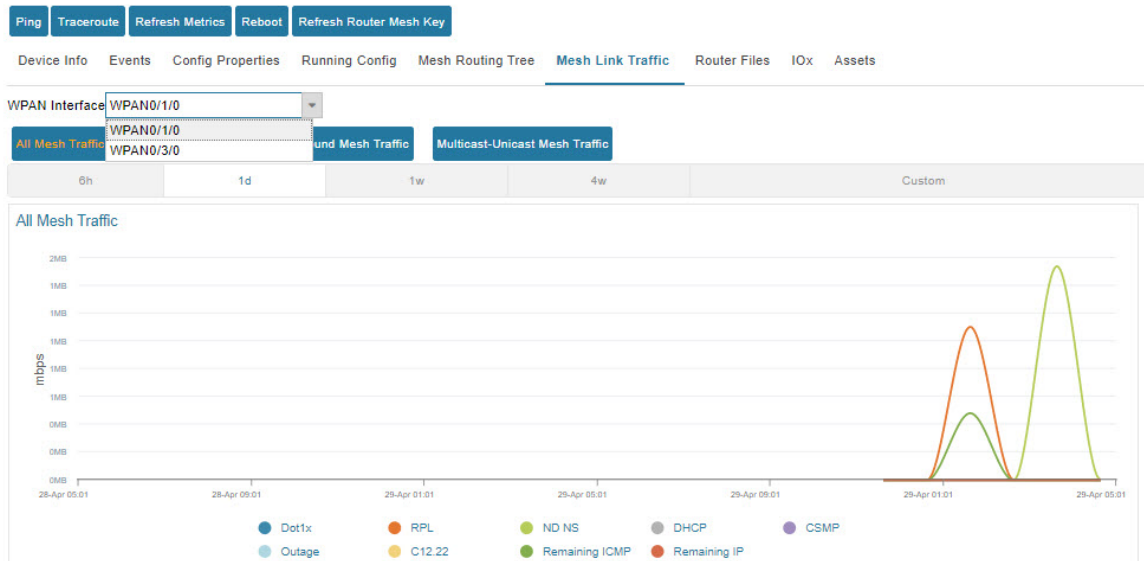 Ping Traceroute Refresh Metrics Reboot Refresh Router Mesh Key
Device Info Events Config Properties Running Config Mesh Routing Tree Mesh Link Traffic Router Files IOx Assets
WPAN Interface WPAN0/1/0
WPAN0/1/0
WPAN0/3/0
All Mesh Traffic und Mesh Traffic Multicast-Unicast Mesh Traffic
6h 1d 1w 4w Custom
All Mesh Traffic
2MB
1MB
1MB
1MB
1MB
1MB
0MB
0MB
0MB
mbps
28-Apr 05:01 28-Apr 09:01 29-Apr 01:01 29-Apr 05:01 29-Apr 09:01 29-Apr 01:01 29-Apr 05:01
Dot1x RPL ND NS DHCP CSMP
Outage C12.22 Remaining ICMP Remaining IP